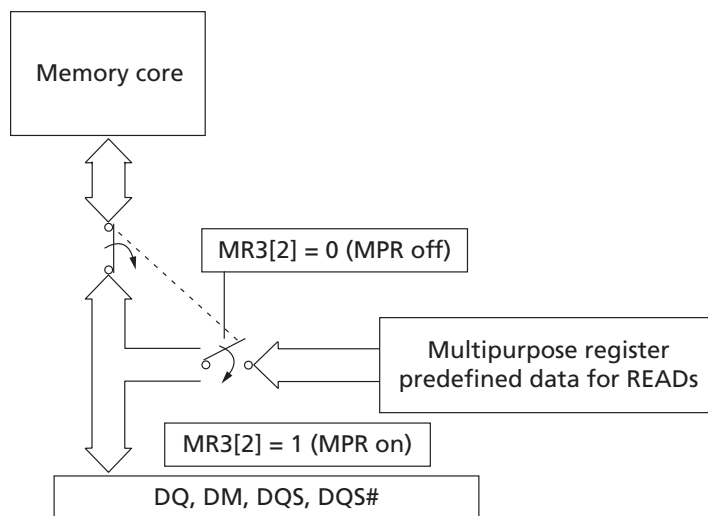 Memory core
MR3[2] = 0 (MPR off)
Multipurpose register
predefined data for READs
MR3[2] = 1 (MPR on)
DQ, DM, DQS, DQS#